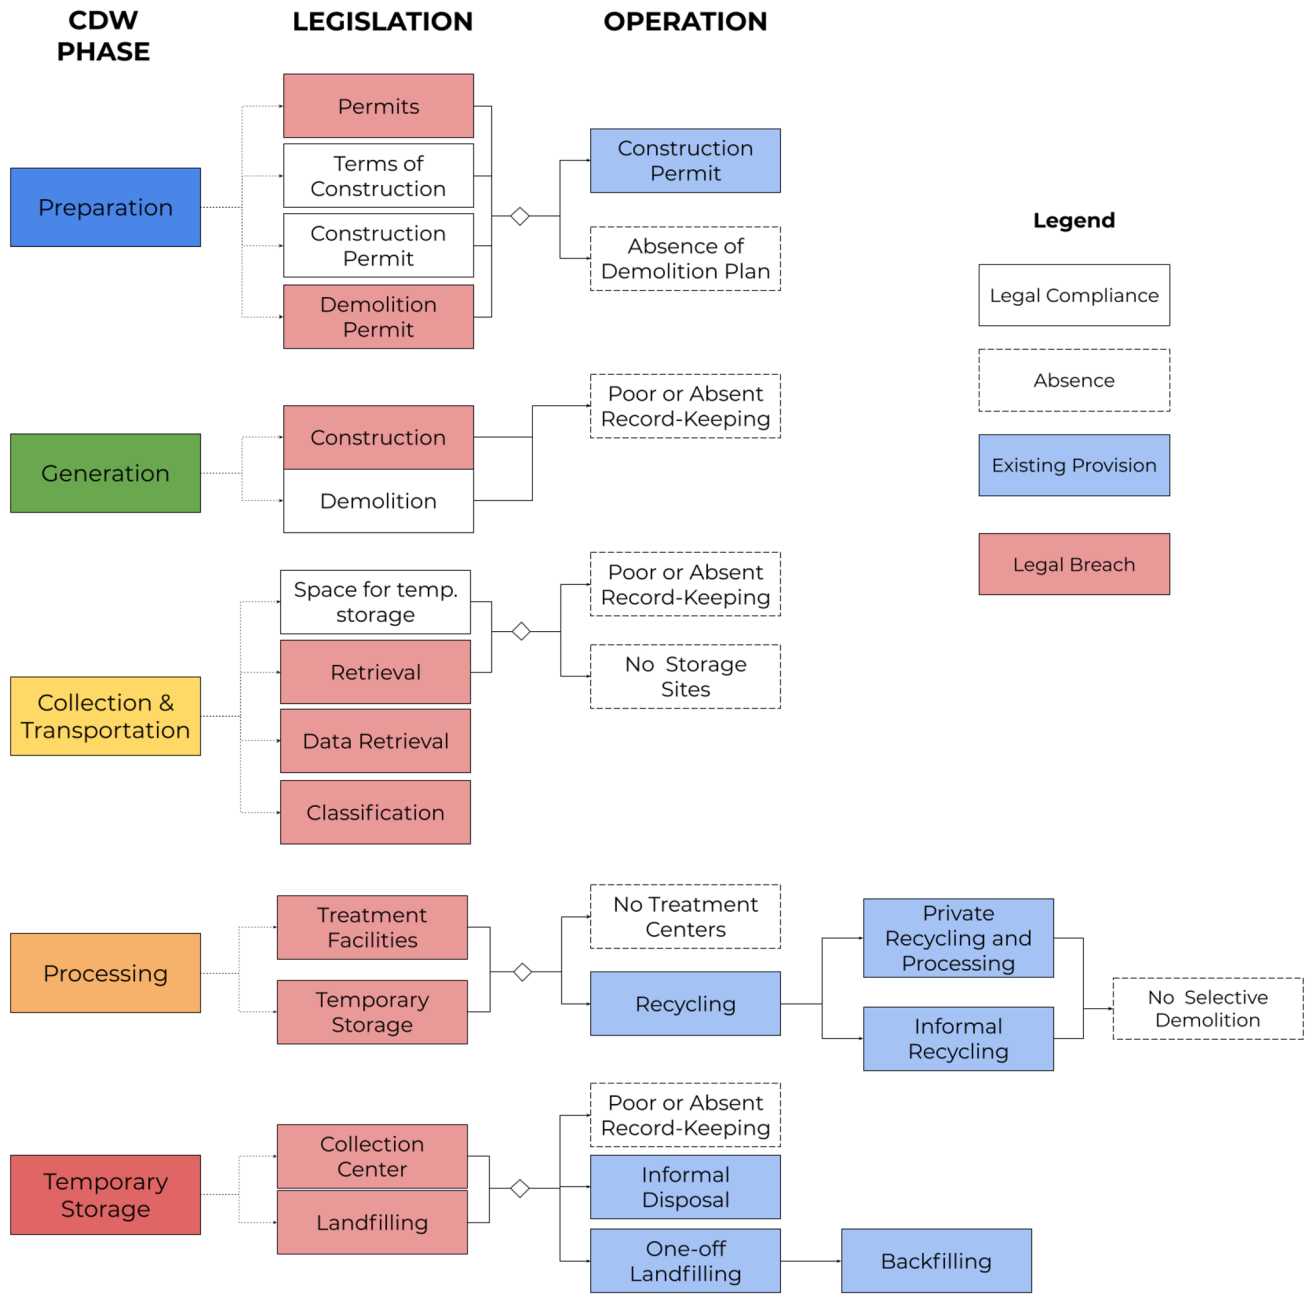 CDW
PHASE
LEGISLATION
OPERATION
Preparation
Permits
Terms of
Construction
Construction
Permit
Demolition
Permit
Construction
Permit
Absence of
Demolition Plan
Legend
Legal Compliance
Absence
Existing Provision
Legal Breach
Generation
Construction
Demolition
Poor or Absent
Record-Keeping
Collection &
Transportation
Space for temp.
storage
Retrieval
Data Retrieval
Classification
Poor or Absent
Record-Keeping
No Storage
Sites
Processing
Treatment
Facilities
Temporary
Storage
No Treatment
Centers
Recycling
Private
Recycling and
Processing
Informal
Recycling
No Selective
Demolition
Temporary
Storage
Collection
Center
Landfilling
Poor or Absent
Record-Keeping
Informal
Disposal
One-off
Landfilling
Backfilling